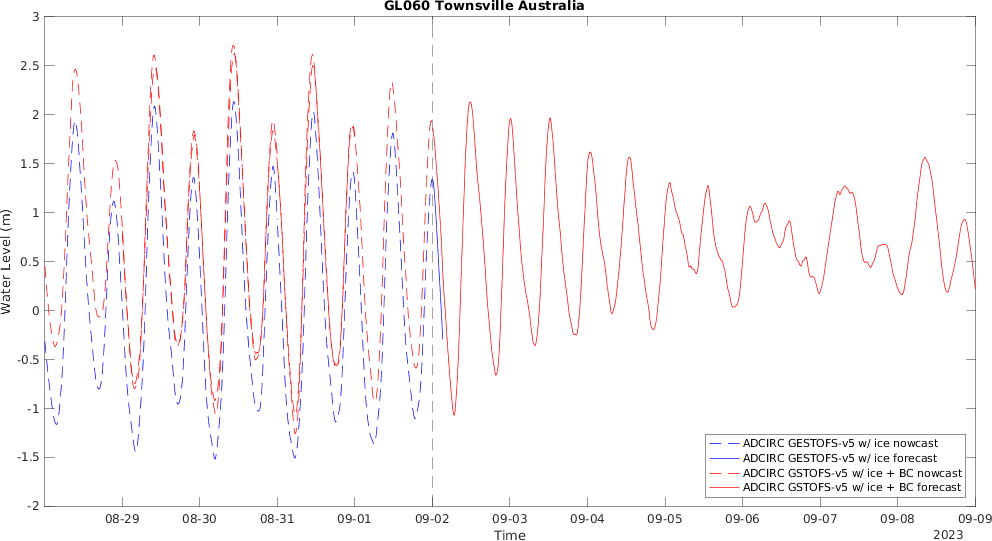 GL060 Townsville Australia
3
2.5
2
1.5
1
0.5
0
-0.5
-1
-1.5
-2
Water Level (m)
08-29 08-30 08-31 09-01 09-02 09-03 09-04 09-05 09-06 09-07 09-08 09-09
Time
2023
ADCIRC GESTOFS-v5 w/ ice nowcast
ADCIRC GESTOFS-v5 w/ ice forecast
ADCIRC GSTOFS-v5 w/ ice + BC nowcast
ADCIRC GSTOFS-v5 w/ ice + BC forecast